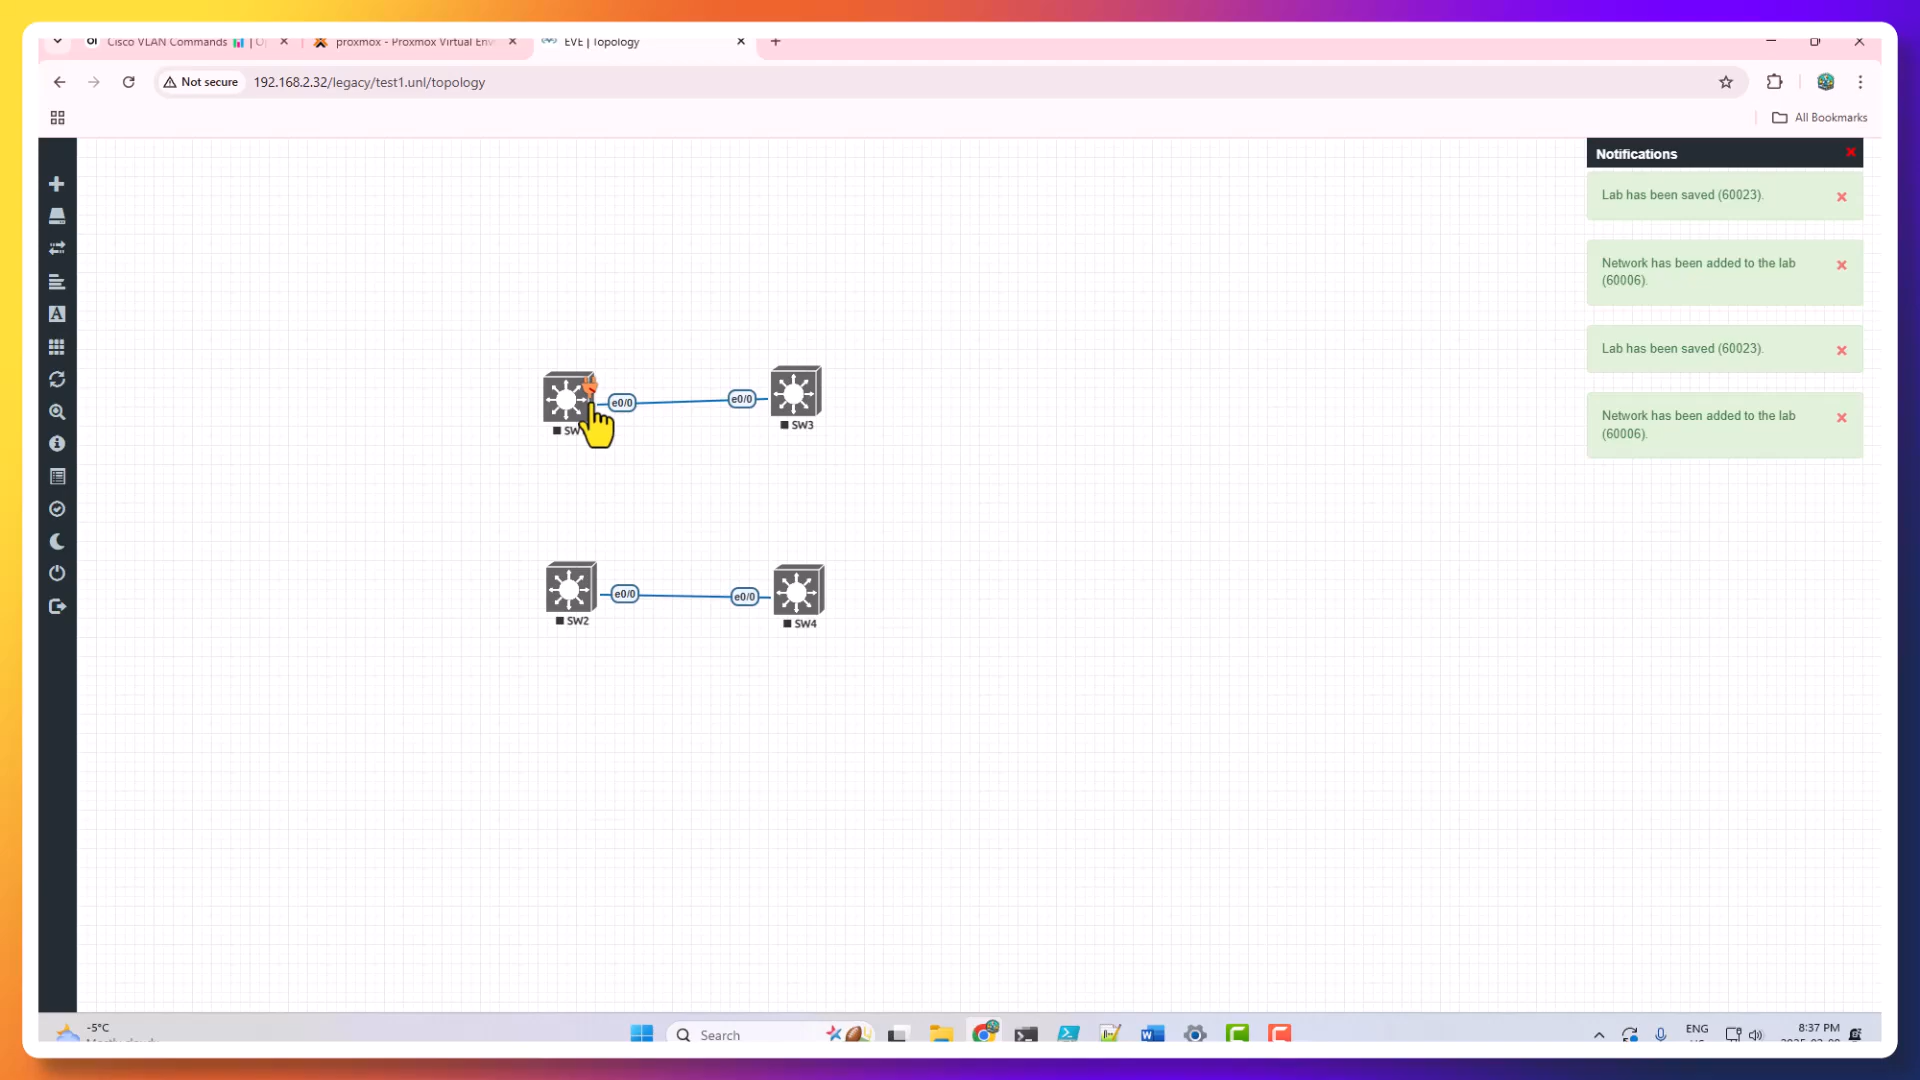 Cisco VLAN Commands
proxmox - Proxmox Virtual Env
EVE | Topology
Not secure
192.168.2.32/legacy/test1.unl/topology
All Bookmarks
Notifications
Lab has been saved (60023).
Network has been added to the lab
(60006).
Lab has been saved (60023).
Network has been added to the lab
(60006).
e0/0
e0/0
SW
SW3
e0/0
e0/0
SW2
SW4
-5°C
Search
ENG
8:37 PM